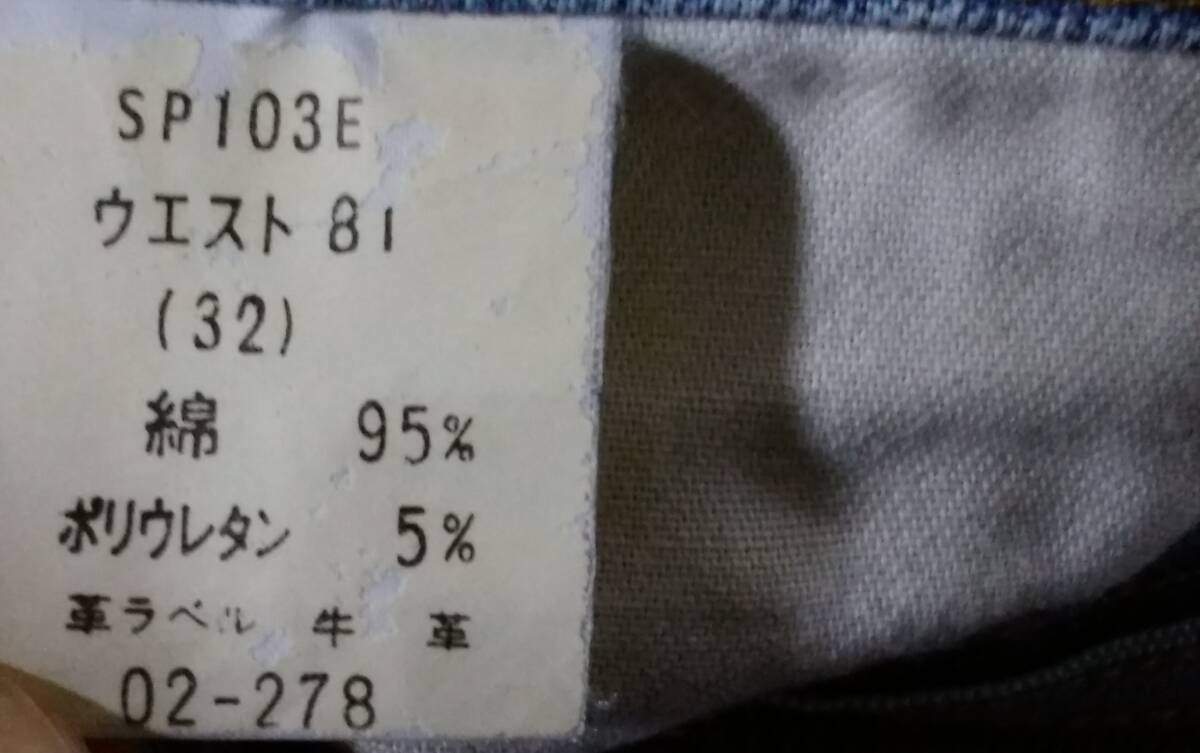 SP103E
ウエスト 81
(32)
綿 95%
ポリウレタン 5%
革ラベル 牛 革
02-278